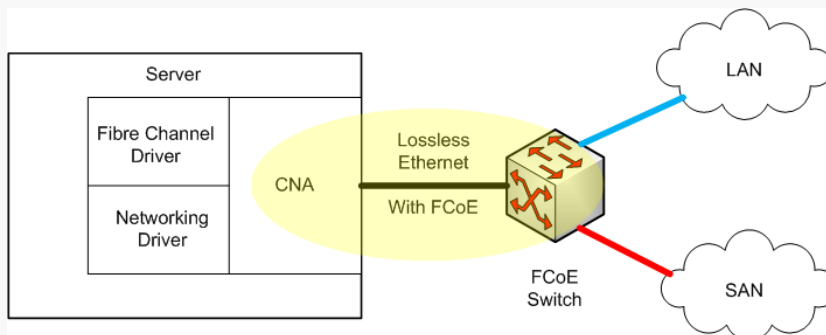 Server
Fibre Channel
Driver
Networking
Driver
CNA
Lossless
Ethernet
With FCoE
FCoE
Switch
LAN
SAN